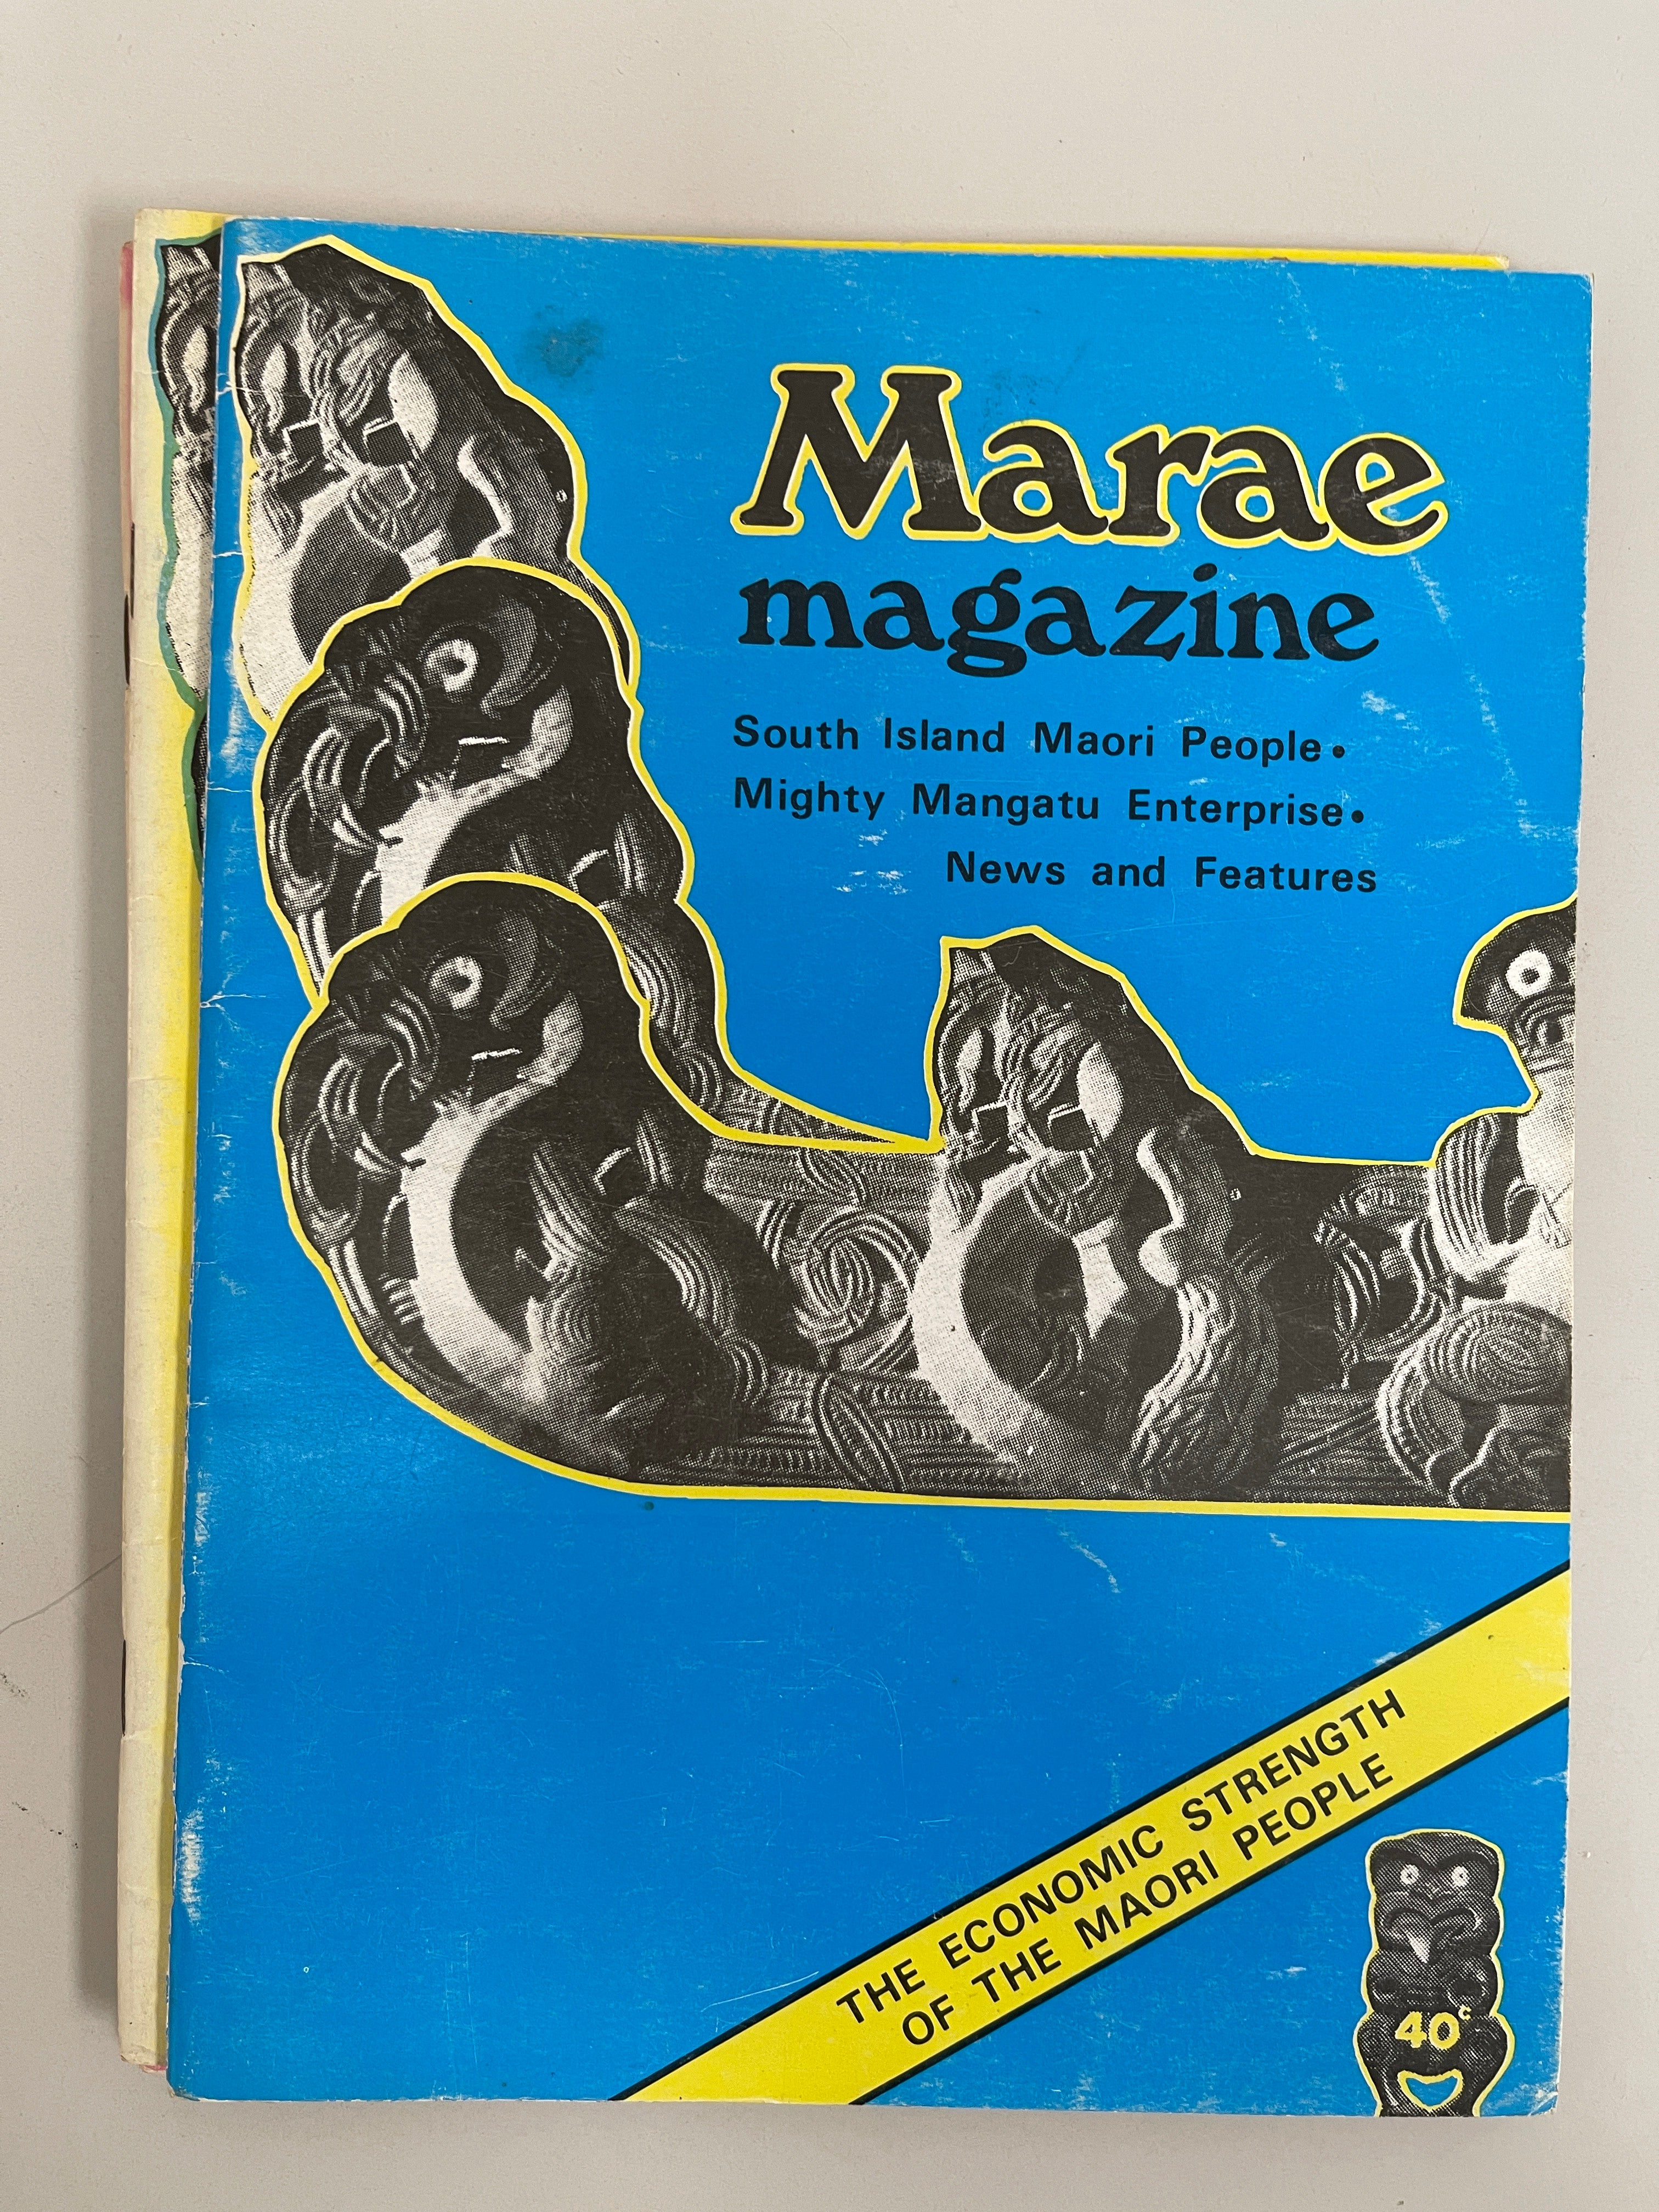 Marae
magazine
South Island Maori People •
Mighty Mangatu Enterprise •
News and Features
THE ECONOMIC STRENGTH
OF THE MAORI PEOPLE
40c